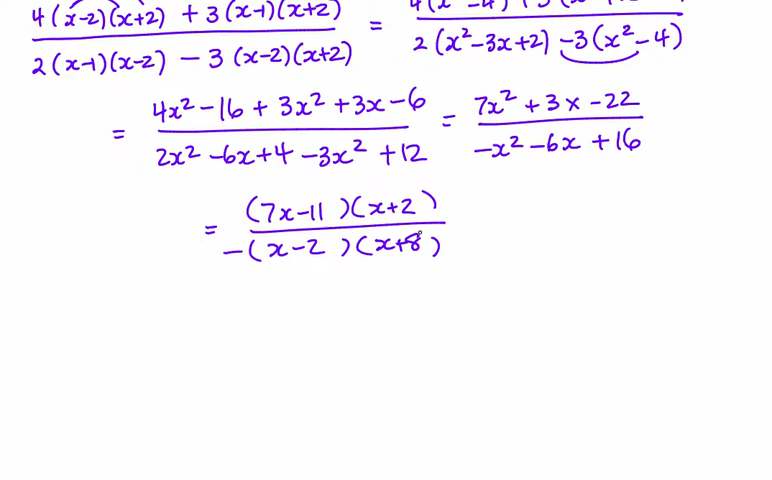 4(x-2)(x+2) + 3(x-1)(x+2) =
2(x-1)(x-2) - 3(x-2)(x+2)
2(x²-3x+2) -3(x²-4)
= 4x²-16+3x²+3x-6 = 7x²+3x-22
2x²-6x+4-3x²+12 -x²-6x+16
= (7x-11)(x+2)
-(x-2)(x+8)